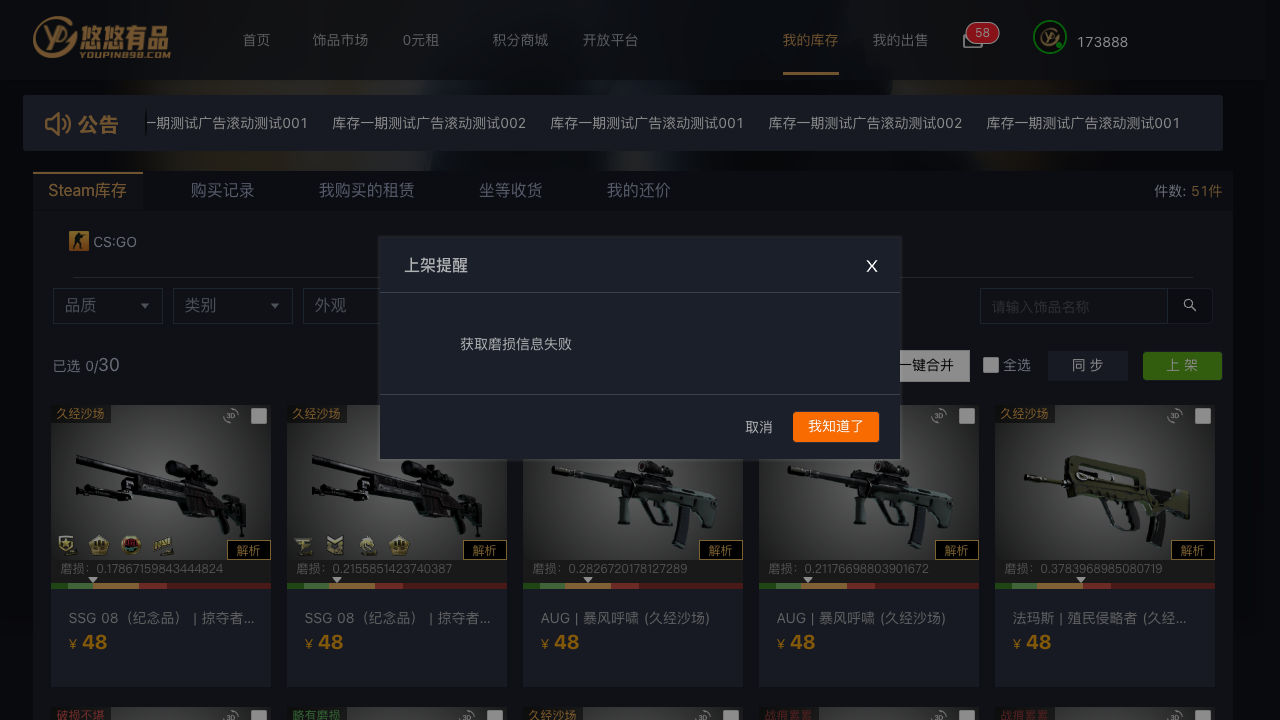 悠悠有品
YOUPIN898.COM
首页 饰品市场 0元租 积分商城 开放平台 我的库存 我的出售 58 173888
公告 一期测试广告滚动测试001 库存一期测试广告滚动测试002 库存一期测试广告滚动测试001 库存一期测试广告滚动测试002 库存一期测试广告滚动测试001
Steam库存 购买记录 我购买的租赁 坐等收货 我的还价 件数: 51件
CS:GO
上架提醒 X
品质 类别 外观 请输入饰品名称
获取磨损信息失败
已选 0/30 一键合并 全选 同 步 上 架
取消 我知道了
久经沙场 3D 久经沙场 3D 3D 久经沙场 3D
解析 解析 解析 解析 解析
磨损: 0.17867159843444824 磨损: 0.2155851423740387 磨损: 0.2826720178127289 磨损: 0.21176698803901672 磨损: 0.3783968985080719
SSG 08（纪念品） | 掠夺者... SSG 08（纪念品） | 掠夺者... AUG | 暴风呼啸 (久经沙场) AUG | 暴风呼啸 (久经沙场) 法玛斯 | 殖民侵略者 (久经...
¥ 48 ¥ 48 ¥ 48 ¥ 48 ¥ 48
破损不堪 3D 略有磨损 3D 久经沙场 3D 战痕累累 3D 战痕累累 3D